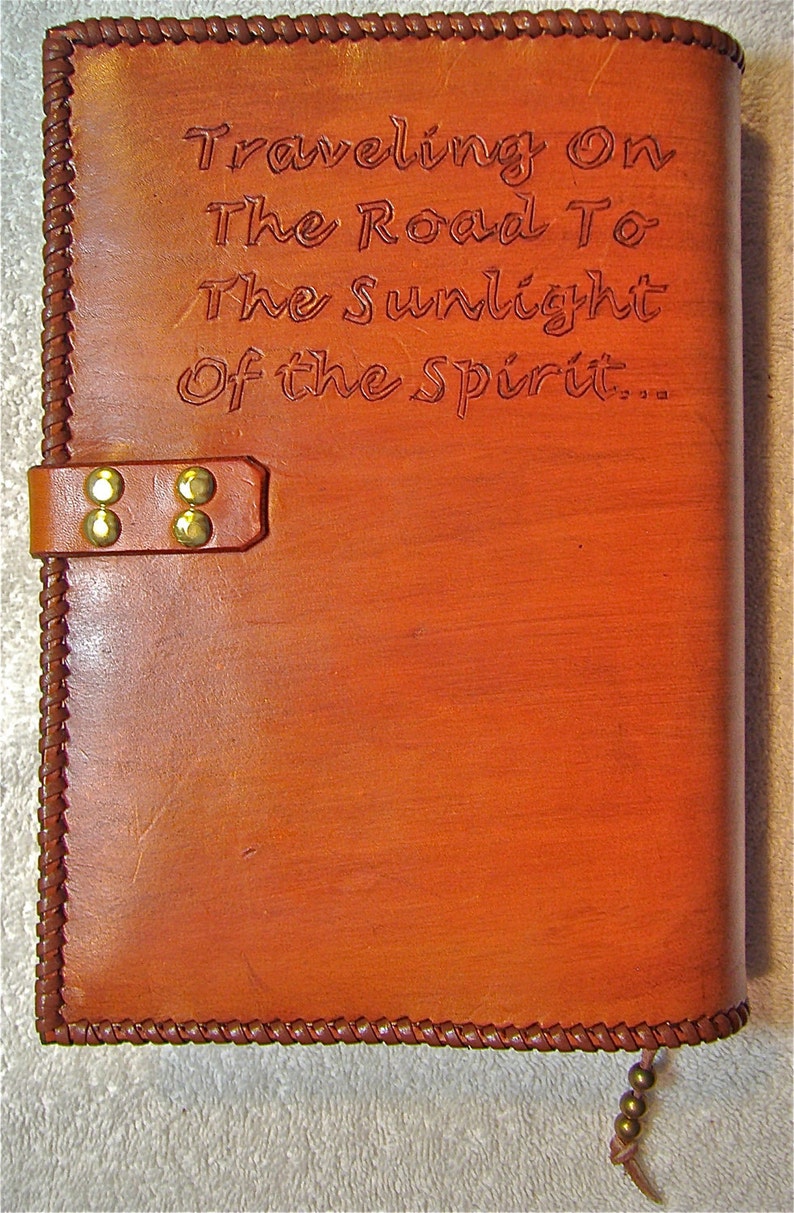 Traveling On
The Road To
The Sunlight
Of the Spirit...